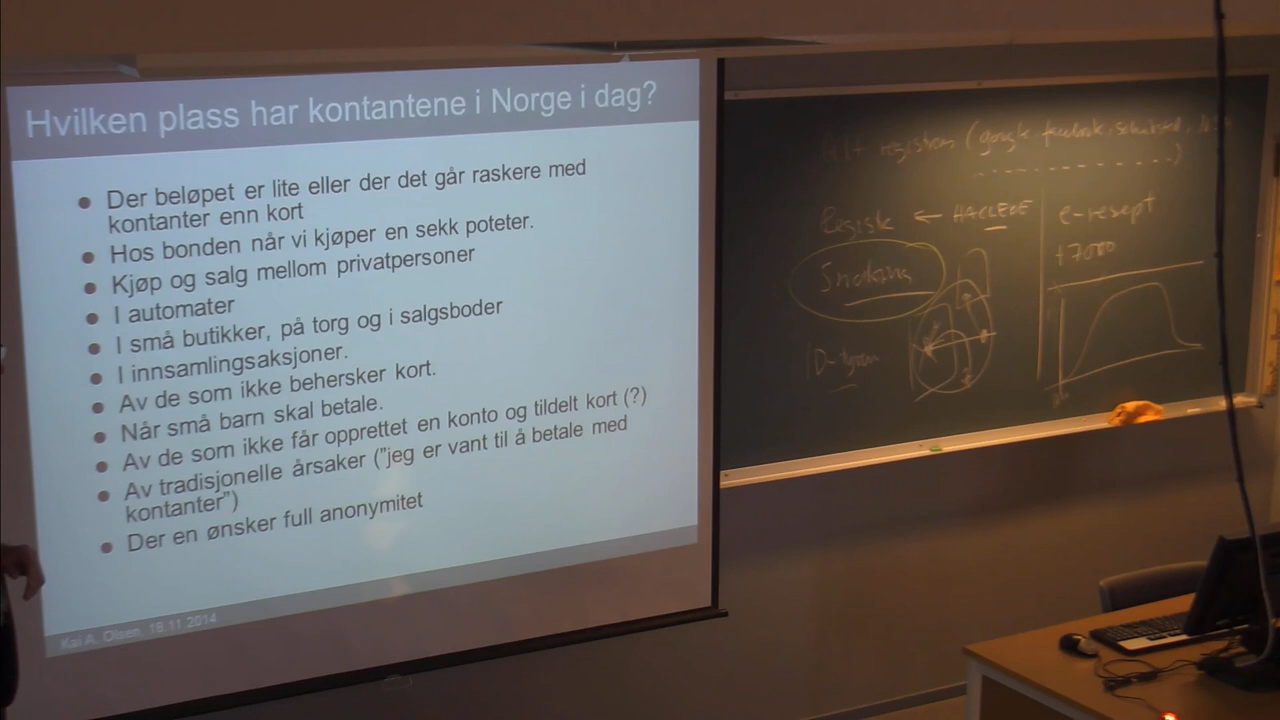 Hvilken plass har kontantene i Norge i dag?
Der beløpet er lite eller der det går raskere med
kontanter enn kort
Hos bonden når vi kjøper en sekk poteter.
Kjøp og salg mellom privatpersoner
I automater
I små butikker, på torg og i salgsboder
I innsamlingsaksjoner.
Av de som ikke behersker kort.
Når små barn skal betale.
Av de som ikke får opprettet en konto og tildelt kort (?)
Av tradisjonelle årsaker ("jeg er vant til å betale med
kontanter")
Der en ønsker full anonymitet
Kai A. Olsen, 18.11.2014
(google
←
e-resept
+7000
ID-